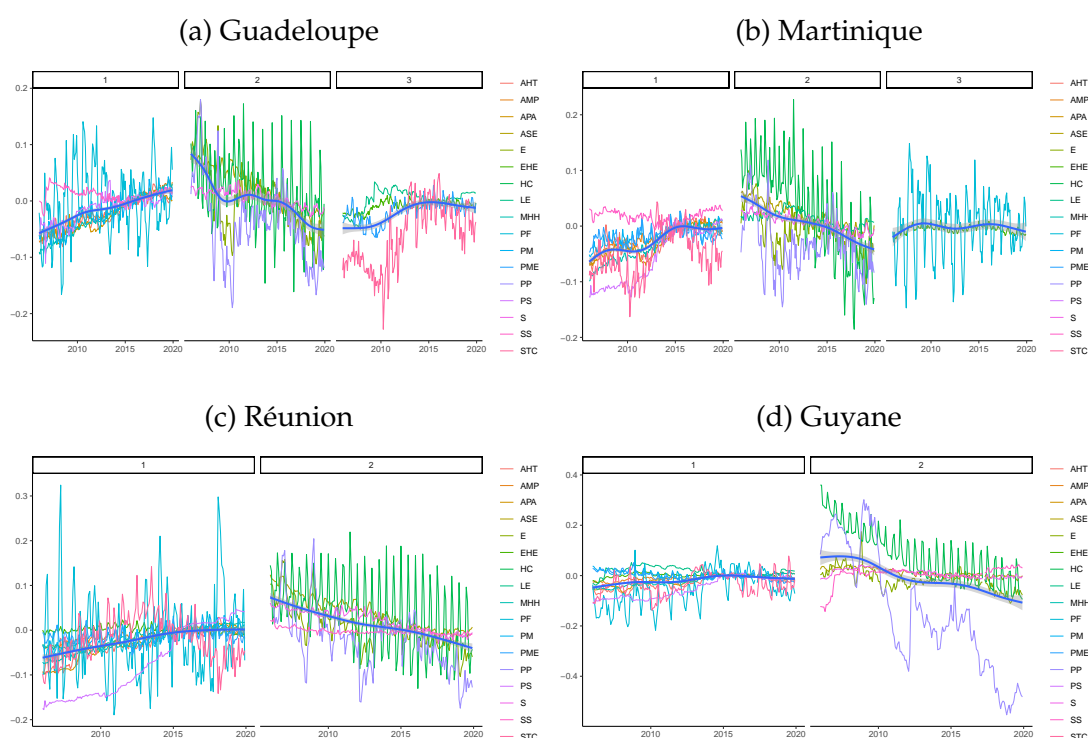 (a) Guadeloupe
1 2 3
0.2
0.1
0.0
−0.1
−0.2
2010 2015 2020 2010 2015 2020 2010 2015 2020
AHT
AMP
APA
ASE
E
EHE
HC
LE
MHH
PF
PM
PME
PP
PS
S
SS
STC
(b) Martinique
1 2 3
0.2
0.1
0.0
−0.1
−0.2
2010 2015 2020 2010 2015 2020 2010 2015 2020
AHT
AMP
APA
ASE
E
EHE
HC
LE
MHH
PF
PM
PME
PP
PS
S
SS
STC
(c) Réunion
1 2
0.3
0.2
0.1
0.0
−0.1
−0.2
2010 2015 2020 2010 2015 2020
AHT
AMP
APA
ASE
E
EHE
HC
LE
MHH
PF
PM
PME
PP
PS
S
SS
STC
(d) Guyane
1 2
0.4
0.2
0.0
−0.2
−0.4
2010 2015 2020 2010 2015 2020
AHT
AMP
APA
ASE
E
EHE
HC
LE
MHH
PF
PM
PME
PP
PS
S
SS
STC